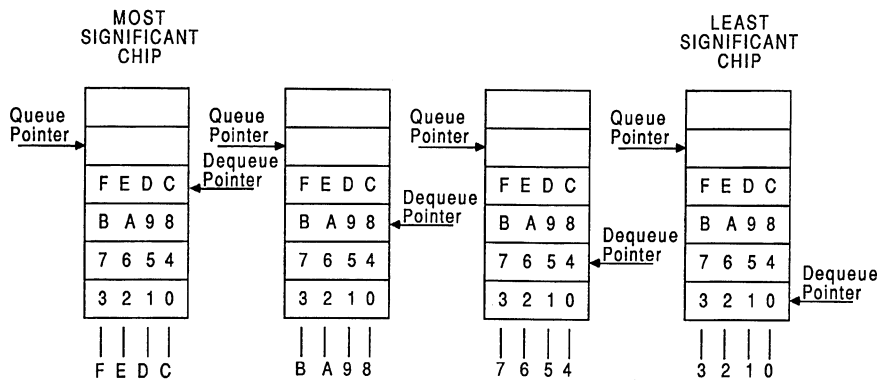 MOST
SIGNIFICANT
CHIP
LEAST
SIGNIFICANT
CHIP
Queue
Pointer
F E D C
B A 9 8
7 6 5 4
3 2 1 0
Dequeue
Pointer
F E D C
Queue
Pointer
F E D C
B A 9 8
7 6 5 4
3 2 1 0
Dequeue
Pointer
B A 9 8
Queue
Pointer
F E D C
B A 9 8
7 6 5 4
3 2 1 0
Dequeue
Pointer
7 6 5 4
Queue
Pointer
F E D C
B A 9 8
7 6 5 4
3 2 1 0
Dequeue
Pointer
3 2 1 0